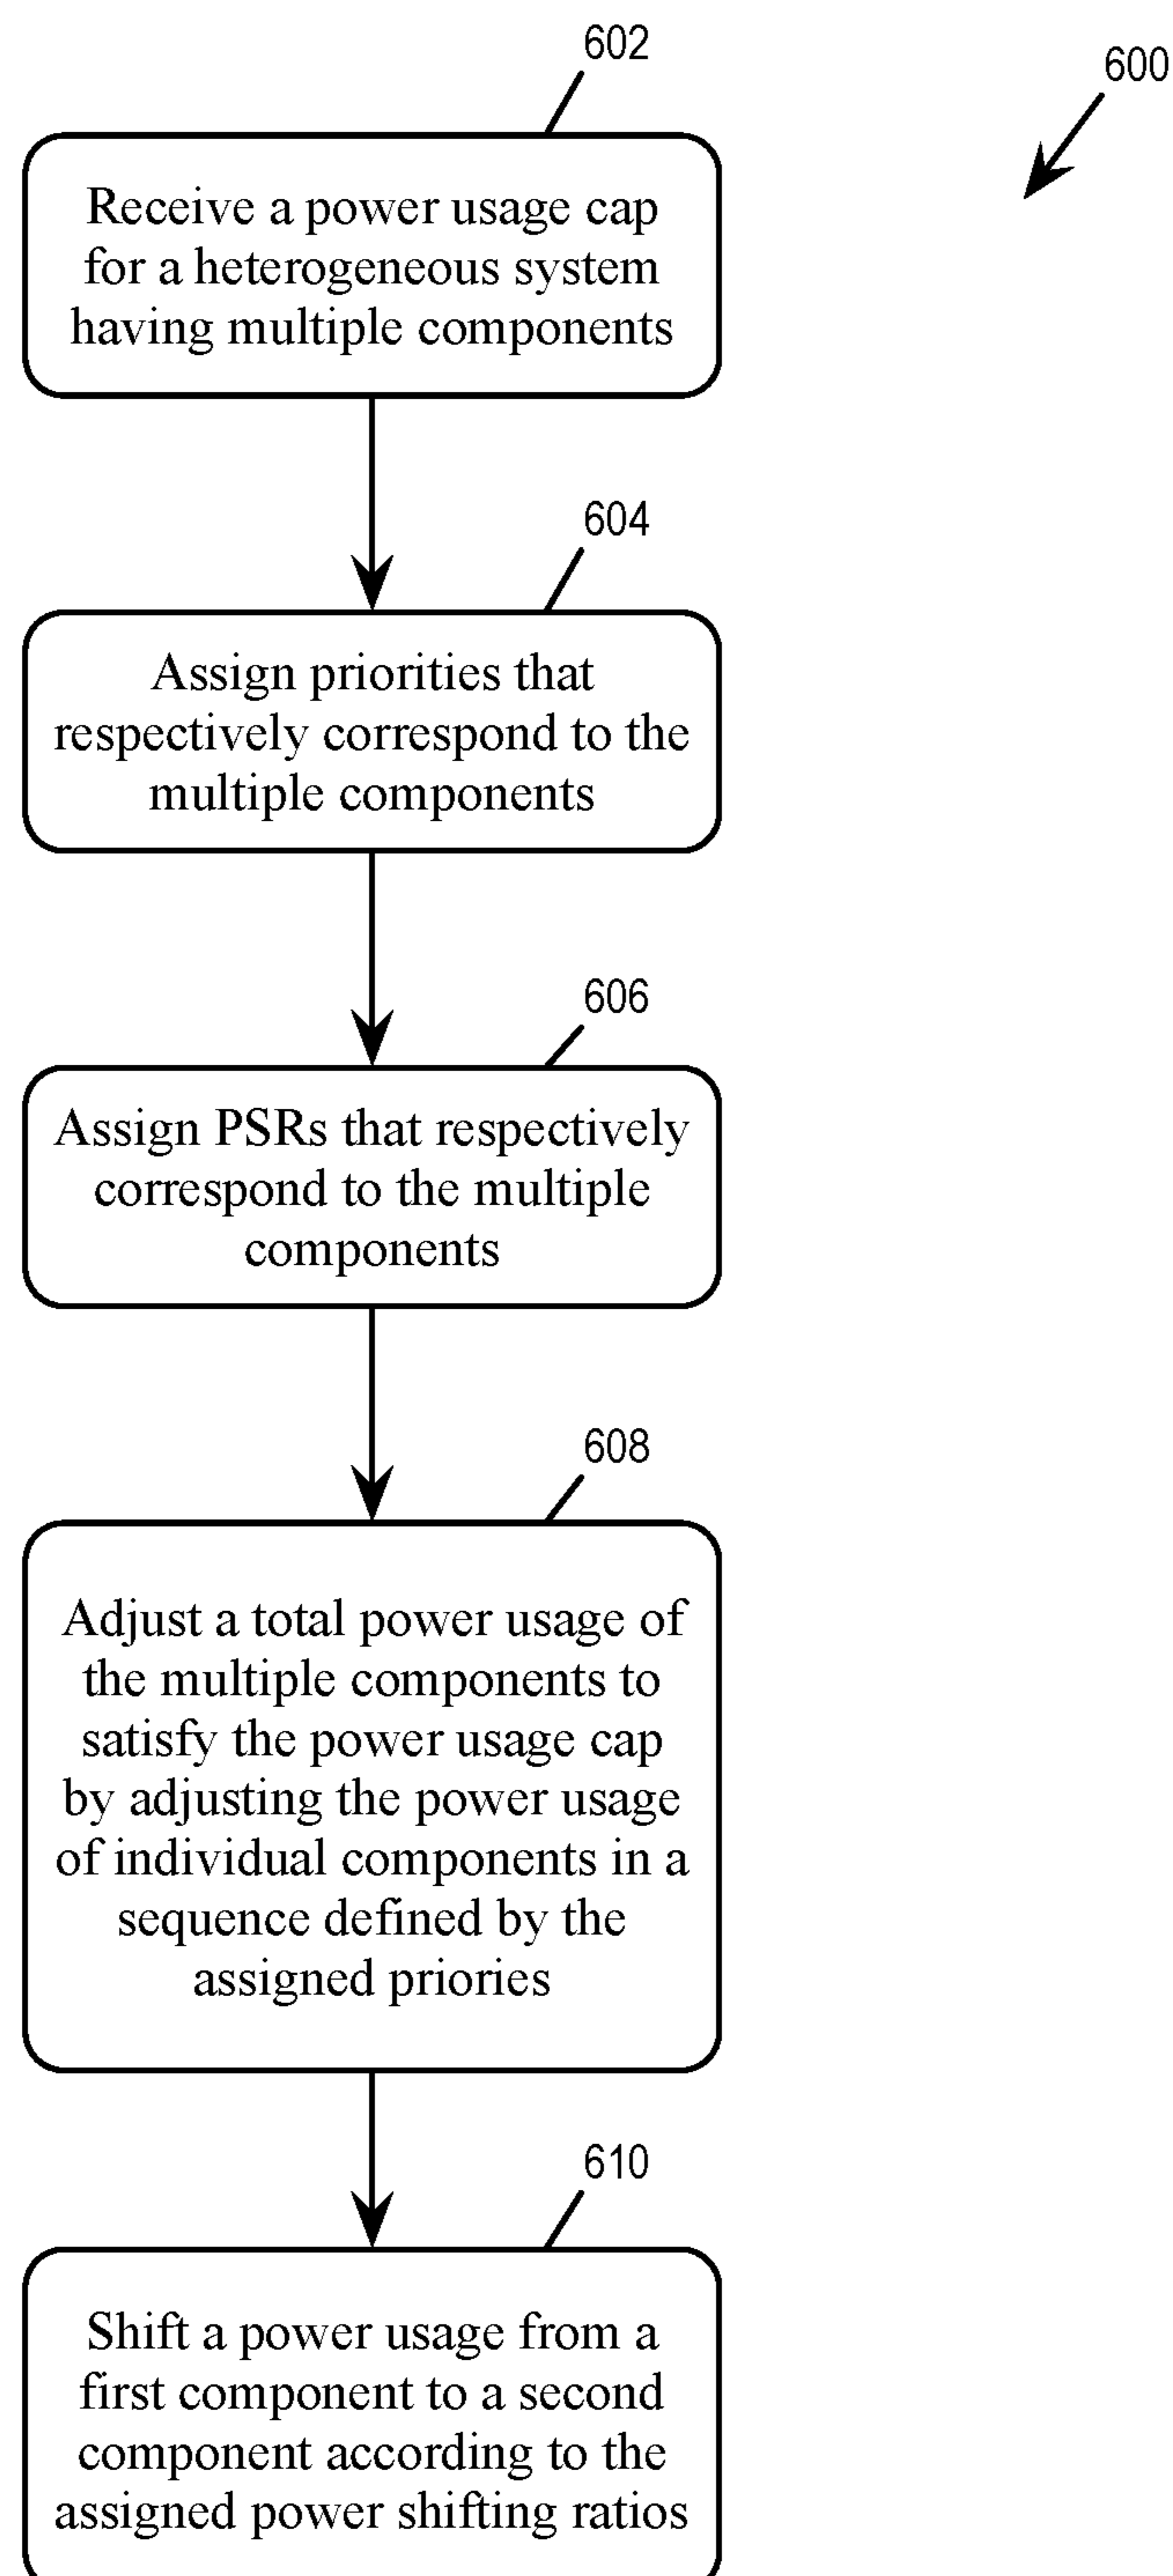 602
600
Receive a power usage cap
for a heterogeneous system
having multiple components
604
Assign priorities that
respectively correspond to the
multiple components
606
Assign PSRs that respectively
correspond to the multiple
components
608
Adjust a total power usage of
the multiple components to
satisfy the power usage cap
by adjusting the power usage
of individual components in a
sequence defined by the
assigned priories
610
Shift a power usage from a
first component to a second
component according to the
assigned power shifting ratios